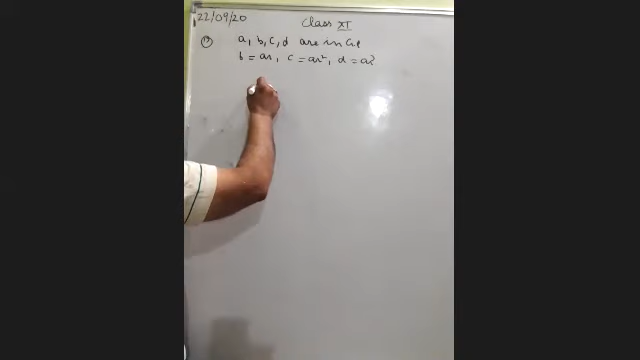 22/09/20
Class XI
a, b, c, d are in GP
b = ar, c = ar², d = ar³